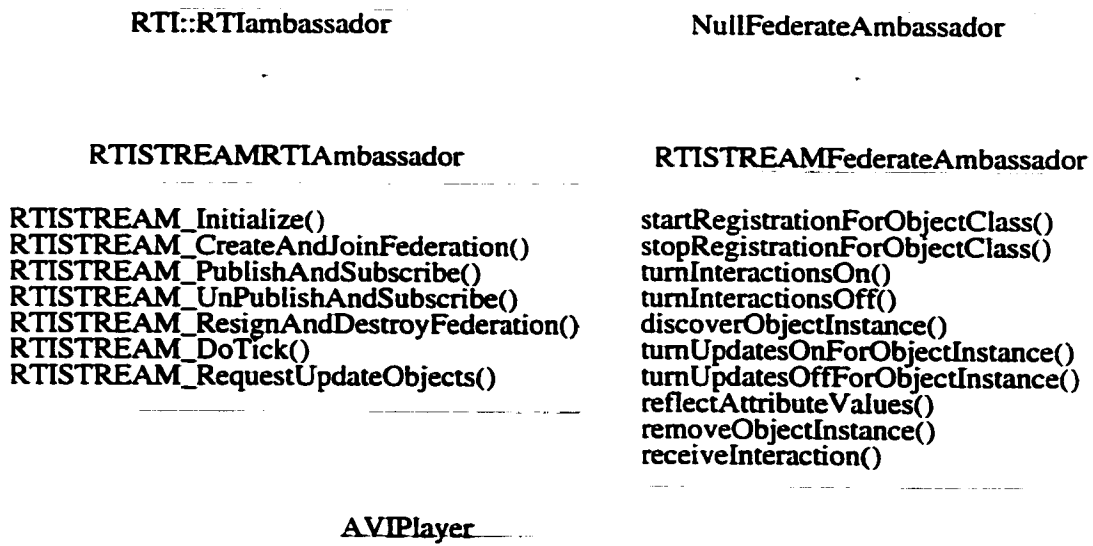 RTI::RTIambassador
NullFederateAmbassador
RTISTREAMRTIAmbassador
RTISTREAMFederateAmbassador
RTISTREAM_Initialize()
RTISTREAM_CreateAndJoinFederation()
RTISTREAM_PublishAndSubscribe()
RTISTREAM_UnPublishAndSubscribe()
RTISTREAM_ResignAndDestroyFederation()
RTISTREAM_DoTick()
RTISTREAM_RequestUpdateObjects()
startRegistrationForObjectClass()
stopRegistrationForObjectClass()
turnInteractionsOn()
turnInteractionsOff()
discoverObjectInstance()
turnUpdatesOnForObjectInstance()
turnUpdatesOffForObjectInstance()
reflectAttributeValues()
removeObjectInstance()
receiveInteraction()
AVIPlayer